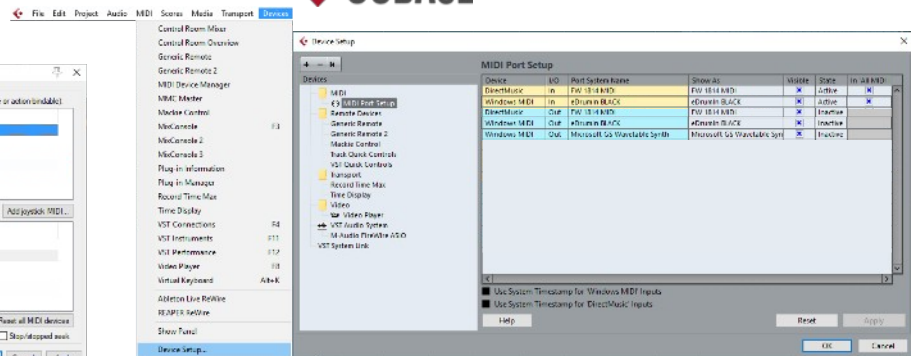 CUBASE
File Edit Project Audio MIDI Scores Media Transport Devices
or action bindable)
Add joystick MIDI...
Reset all MIDI devices
Stop/stopped seek
Control Room Mixer
Control Room Overview
Generic Remote
Generic Remote 2
MIDI Device Manager
MMC Master
Mackie Control
MixConsole F3
MixConsole 2
MixConsole 3
Plug-in Information
Plug-in Manager
Record Time Max
Time Display
VST Connections F4
VST Instruments F11
VST Performance F12
Video Player F8
Virtual Keyboard Alt+K
Ableton Live ReWire
REAPER ReWire
Show Panel
Device Setup...
Device Setup
Devices
MIDI
MIDI Port Setup
Remote Devices
Generic Remote
Generic Remote 2
Mackie Control
Track Quick Controls
VST Quick Controls
Transport
Record Time Max
Time Display
Video
Video Player
VST Audio System
M-Audio FireWire ASIO
VST System Link
MIDI Port Setup
Device I/O Port System Name Show As Visible State In 'All MIDI
DirectMusic In FW 1814 MIDI FW 1814 MIDI Active
Windows MIDI In eDrumin BLACK eDrumin BLACK Active
DirectMusic Out FW 1814 MIDI FW 1814 MIDI Inactive
Windows MIDI Out eDrumin BLACK eDrumin BLACK Inactive
Windows MIDI Out Microsoft GS Wavetable Synth Microsoft GS Wavetable Syn Inactive
Use System Timestamp for 'Windows MIDI' Inputs
Use System Timestamp for 'DirectMusic' Inputs
Help Reset Apply
OK Cancel